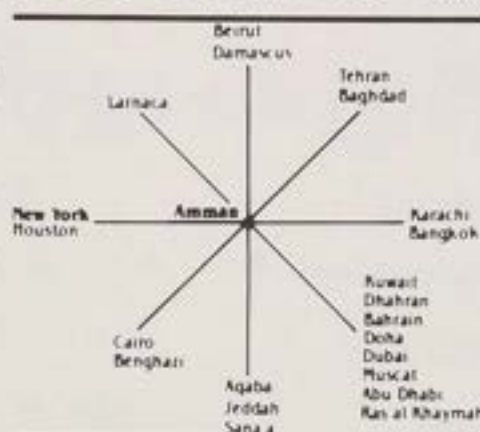 Beirut
Damascus
Tehran
Baghdad
Larnaca
New York
Houston
Amman
Karachi
Bangkok
Cairo
Benghazi
Kuwait
Dhahran
Bahrain
Doha
Dubai
Muscat
Abu Dhabi
Ras al Khaymah
Aqaba
Jeddah
Sana a